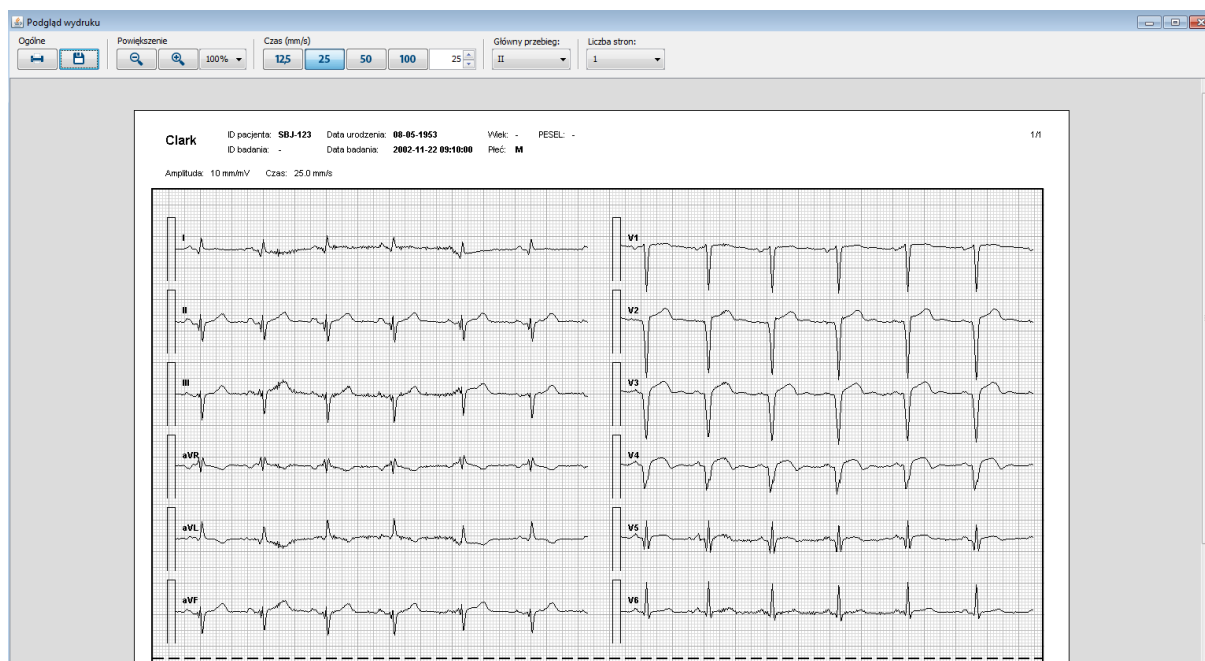 Podgląd wydruku
Ogólne Powiększenie Czas (mm/s) Główny przebieg: Liczba stron:
100% 12,5 25 50 100 25 II 1
Clark ID pacjenta: SBJ-123 Data urodzenia: 08-05-1953 Wiek: - PESEL: - 1/1
ID badania: - Data badania: 2002-11-22 09:10:00 Płeć: M
Amplituda: 10 mm/mV Czas: 25.0 mm/s
I V1
II V2
III V3
aVR V4
aVL V5
aVF V6